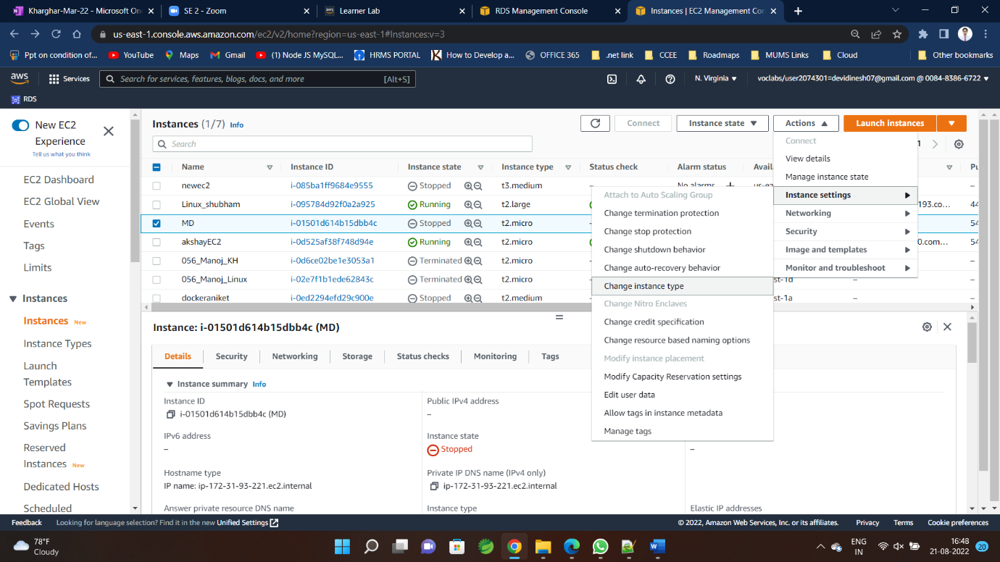 Kharghar-Mar-22 - Microsoft On
SE 2 - Zoom
Learner Lab
RDS Management Console
Instances | EC2 Management Con
us-east-1.console.aws.amazon.com/ec2/v2/home?region=us-east-1#Instances:v=3
Ppt on condition of...
YouTube
Maps
Gmail
(1) Node JS MySQL...
HRMS PORTAL
How to Develop a...
OFFICE 365
.net link
CCEE
Roadmaps
MUMS Links
Cloud
Other bookmarks
aws
Services
Search for services, features, blogs, docs, and more
[Alt+S]
N. Virginia
voclabs/user2074301=devidinesh07@gmail.com @ 0084-8386-6722
RDS
New EC2
Experience
Tell us what you think
EC2 Dashboard
EC2 Global View
Events
Tags
Limits
Instances
Instances New
Instance Types
Launch
Templates
Spot Requests
Savings Plans
Reserved
Instances New
Dedicated Hosts
Scheduled
Instances (1/7) Info
Connect
Instance state
Actions
Launch instances
Search
1
Name Instance ID Instance state Instance type Status check Alarm status Avail Pu
newec2 i-085ba1ff9684e9555 Stopped t3.medium – No alarms + us-ea –
Linux_shubham i-095784d92f0a2a925 Running t2.large 193.co... 44
MD i-01501d614b15dbb4c Stopped t2.micro – 54
akshayEC2 i-0d525af38f748d94e Running t2.micro 0.com... 54
056_Manoj_KH i-0d6ce02be1e3053a1 Terminated t2.micro – –
056_Manoj_Linux i-02e7f1b1ede62843c Terminated t2.micro – st-1d – –
dockeraniket i-0ed2294efd29c900e Stopped t2.medium – st-1a – –
Connect
View details
Manage instance state
Instance settings
Networking
Security
Image and templates
Monitor and troubleshoot
Attach to Auto Scaling Group
Change termination protection
Change stop protection
Change shutdown behavior
Change auto-recovery behavior
Change instance type
Change Nitro Enclaves
Change credit specification
Change resource based naming options
Modify instance placement
Modify Capacity Reservation settings
Edit user data
Allow tags in instance metadata
Manage tags
Instance: i-01501d614b15dbb4c (MD)
Details
Security
Networking
Storage
Status checks
Monitoring
Tags
Instance summary Info
Instance ID
i-01501d614b15dbb4c (MD)
Public IPv4 address
–
IPv6 address
–
Instance state
Stopped
–
Hostname type
IP name: ip-172-31-93-221.ec2.internal
Private IP DNS name (IPv4 only)
ip-172-31-93-221.ec2.internal
Answer private resource DNS name
Instance type
Elastic IP addresses
Feedback
Looking for language selection? Find it in the new Unified Settings
© 2022, Amazon Web Services, Inc. or its affiliates.
Privacy
Terms
Cookie preferences
78°F
Cloudy
ENG
IN
16:48
21-08-2022
20